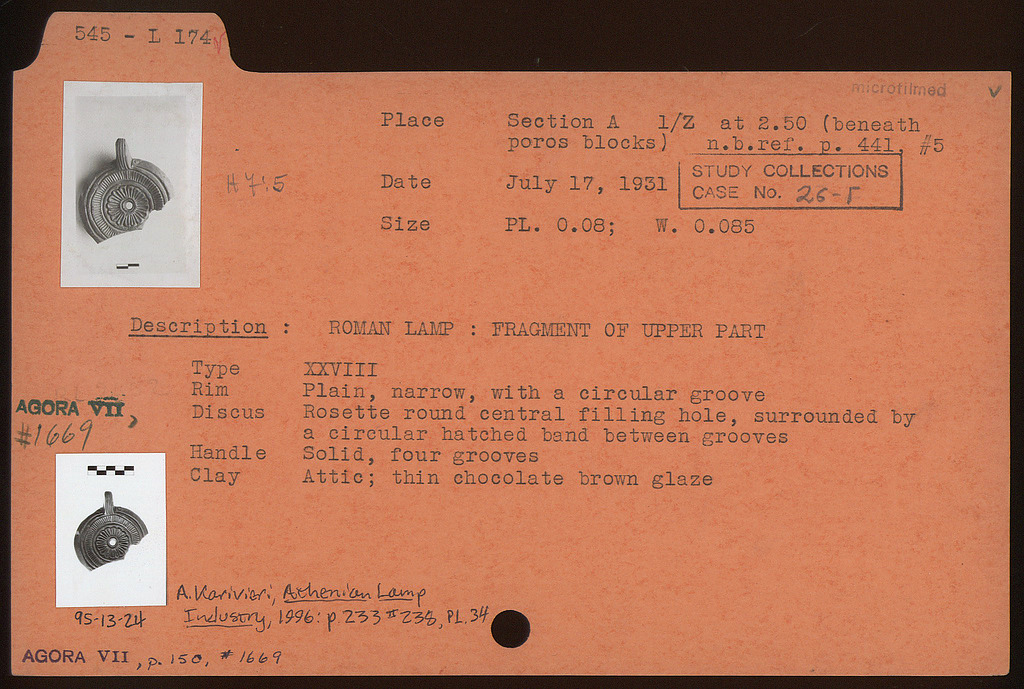 545 - L 174
microfilmed
Place Section A 1/Z at 2.50 (beneath
poros blocks) n.b.ref. p. 441, #5
H 7:5
Date July 17, 1931
STUDY COLLECTIONS
CASE No. 26-5
Size PL. 0.08; W. 0.085
Description : ROMAN LAMP : FRAGMENT OF UPPER PART
Type XXVIII
Rim Plain, narrow, with a circular groove
Discus Rosette round central filling hole, surrounded by
a circular hatched band between grooves
Handle Solid, four grooves
Clay Attic; thin chocolate brown glaze
AGORA VII,
#1669
A. Karivieri, Athenian Lamp
Industry, 1996: p. 233 # 238, PL. 34
95-13-24
AGORA VII, p. 150, #1669